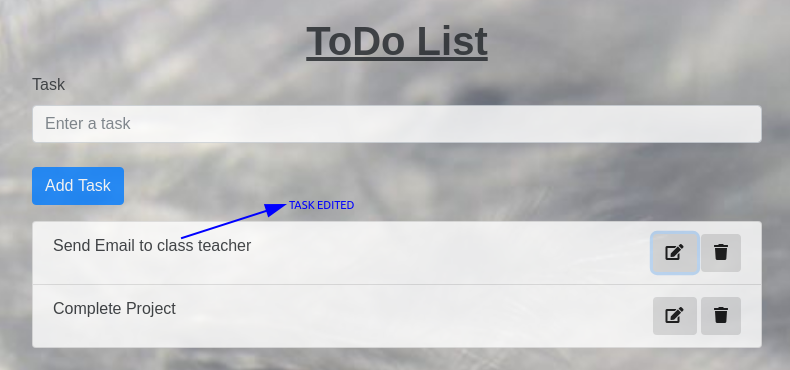 ToDo List
Task
Enter a task
Add Task
TASK EDITED
Send Email to class teacher
Complete Project